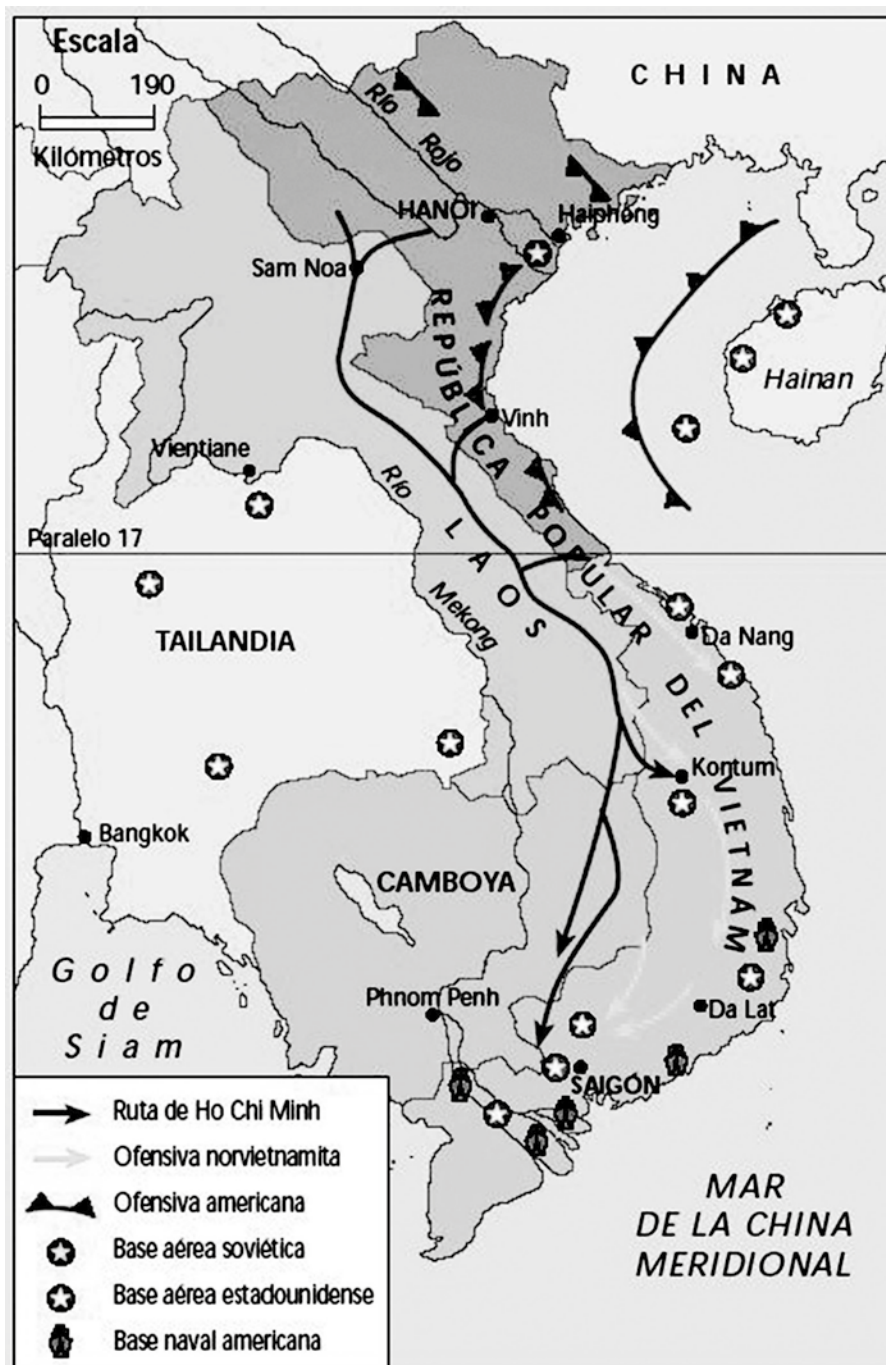 Escala
0 190
Kilómetros
CHINA
Río
Rojo
HANÔI
Haiphong
Sam Noa
REPÚBLICA POPULAR DEL VIETNAM
Hainan
Vinh
Vientiane
Río
Mekong
LAOS
Paralelo 17
TAILANDIA
Da Nang
Kontum
Bangkok
CAMBOYA
Golfo
de
Siam
Phnom Penh
Da Lat
SAIGÓN
MAR
DE LA CHINA
MERIDIONAL
Ruta de Ho Chi Minh
Ofensiva norvietnamita
Ofensiva americana
Base aérea soviética
Base aérea estadounidense
Base naval americana